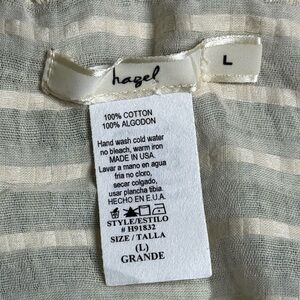 hazel
L
100% COTTON
100% ALGODON
Hand wash cold water
no bleach, warm iron
MADE IN USA.
Lavar a mano en agua
fria no cloro,
secar colgado,
usar plancha tibia.
HECHO EN E.U.A.
STYLE/ESTILO
# H91832
SIZE / TALLA
(L)
GRANDE